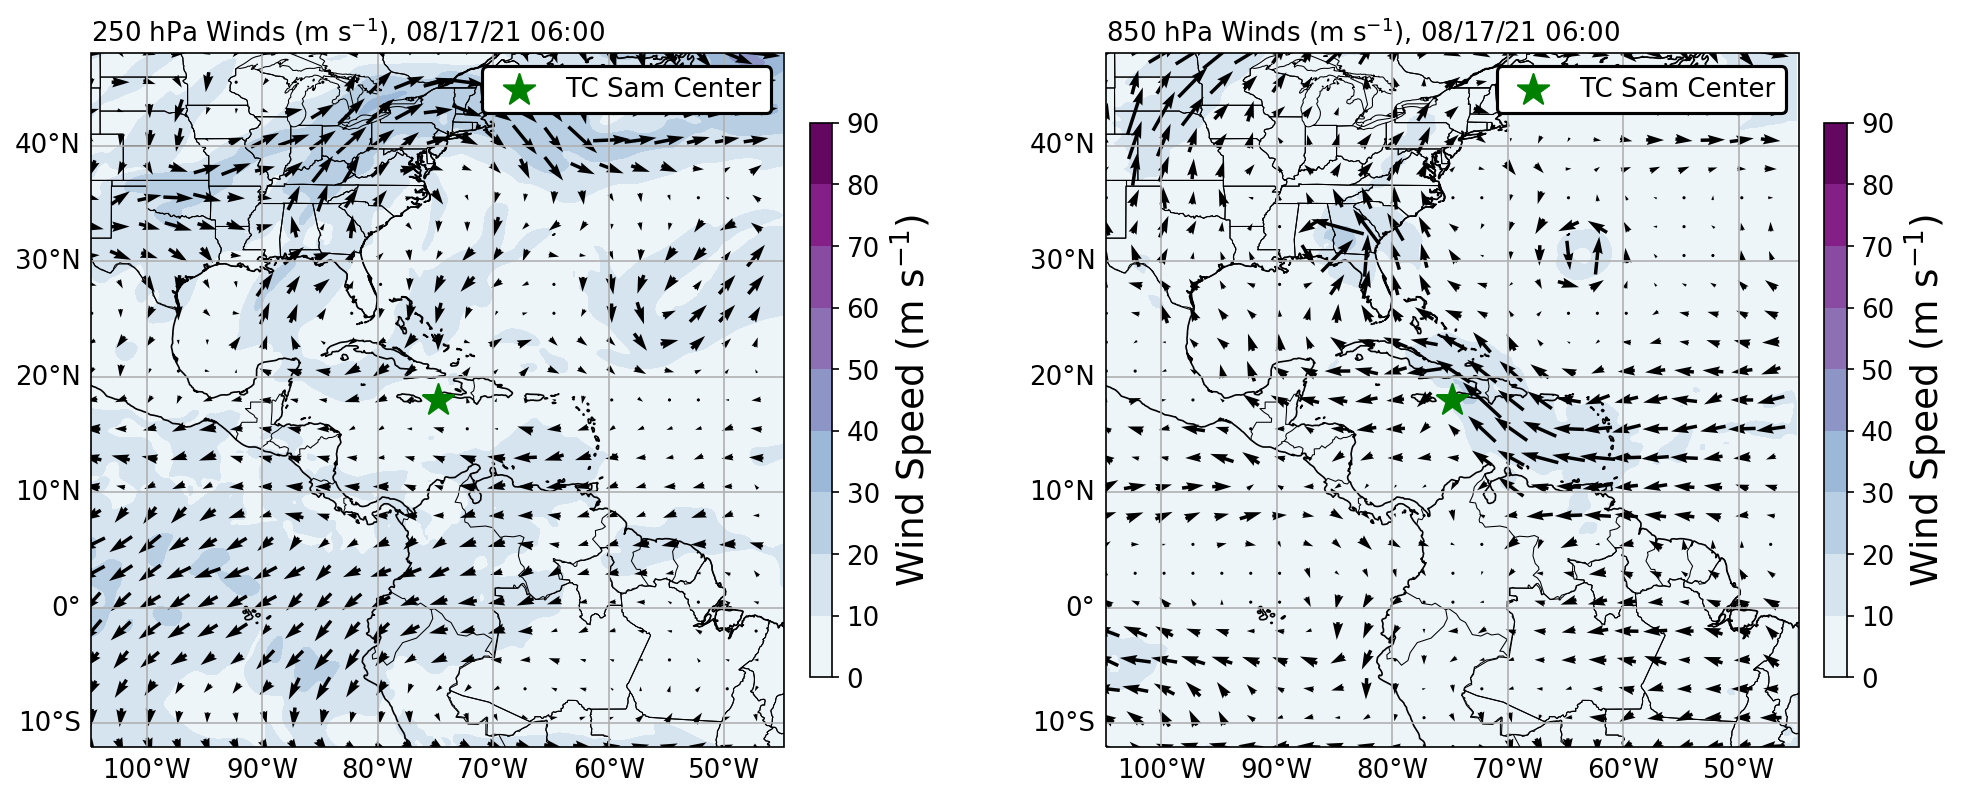 250 hPa Winds (m s⁻¹), 08/17/21 06:00
TC Sam Center
40°N
30°N
20°N
10°N
0°
10°S
100°W 90°W 80°W 70°W 60°W 50°W
90
80
70
60
50
40
30
20
10
0
Wind Speed (m s⁻¹)
850 hPa Winds (m s⁻¹), 08/17/21 06:00
TC Sam Center
40°N
30°N
20°N
10°N
0°
10°S
100°W 90°W 80°W 70°W 60°W 50°W
90
80
70
60
50
40
30
20
10
0
Wind Speed (m s⁻¹)